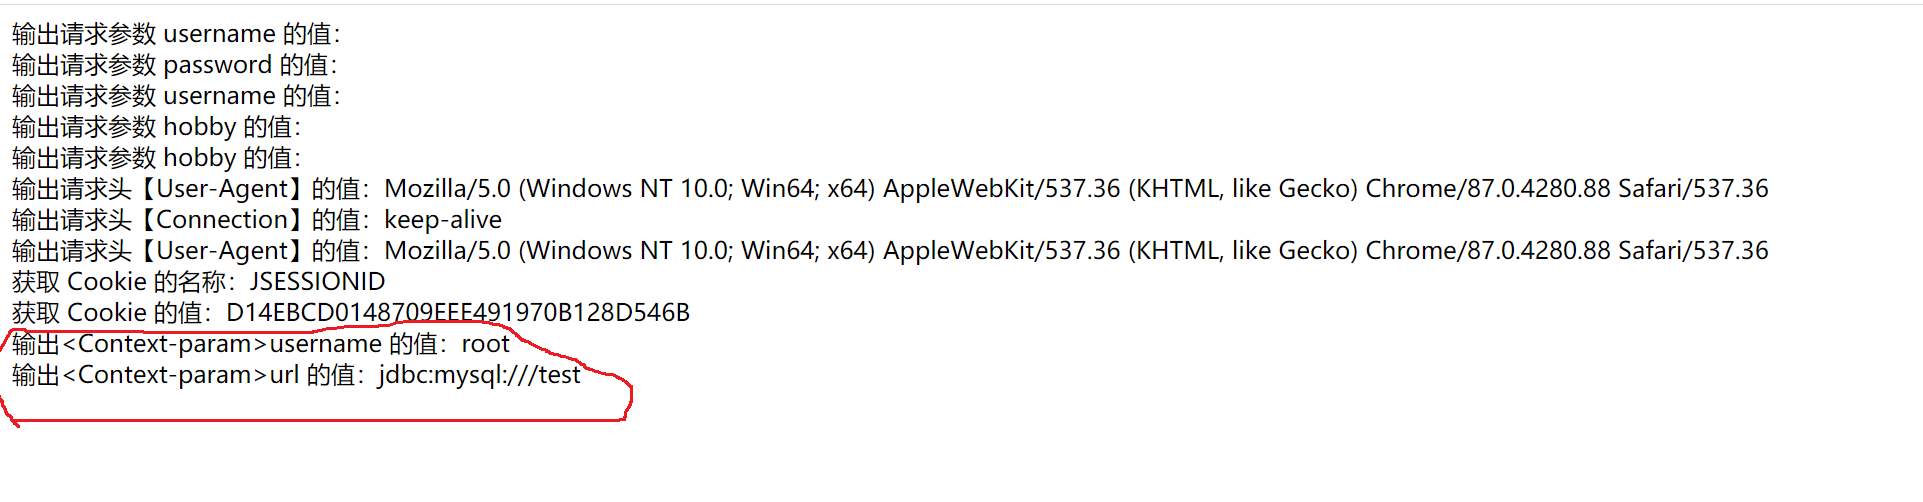 输出请求参数 username 的值：
输出请求参数 password 的值：
输出请求参数 username 的值：
输出请求参数 hobby 的值：
输出请求参数 hobby 的值：
输出请求头【User-Agent】的值：Mozilla/5.0 (Windows NT 10.0; Win64; x64) AppleWebKit/537.36 (KHTML, like Gecko) Chrome/87.0.4280.88 Safari/537.36
输出请求头【Connection】的值：keep-alive
输出请求头【User-Agent】的值：Mozilla/5.0 (Windows NT 10.0; Win64; x64) AppleWebKit/537.36 (KHTML, like Gecko) Chrome/87.0.4280.88 Safari/537.36
获取 Cookie 的名称：JSESSIONID
获取 Cookie 的值：D14EBCD0148709EEE491970B128D546B
输出<Context-param>username 的值：root
输出<Context-param>url 的值：jdbc:mysql:///test